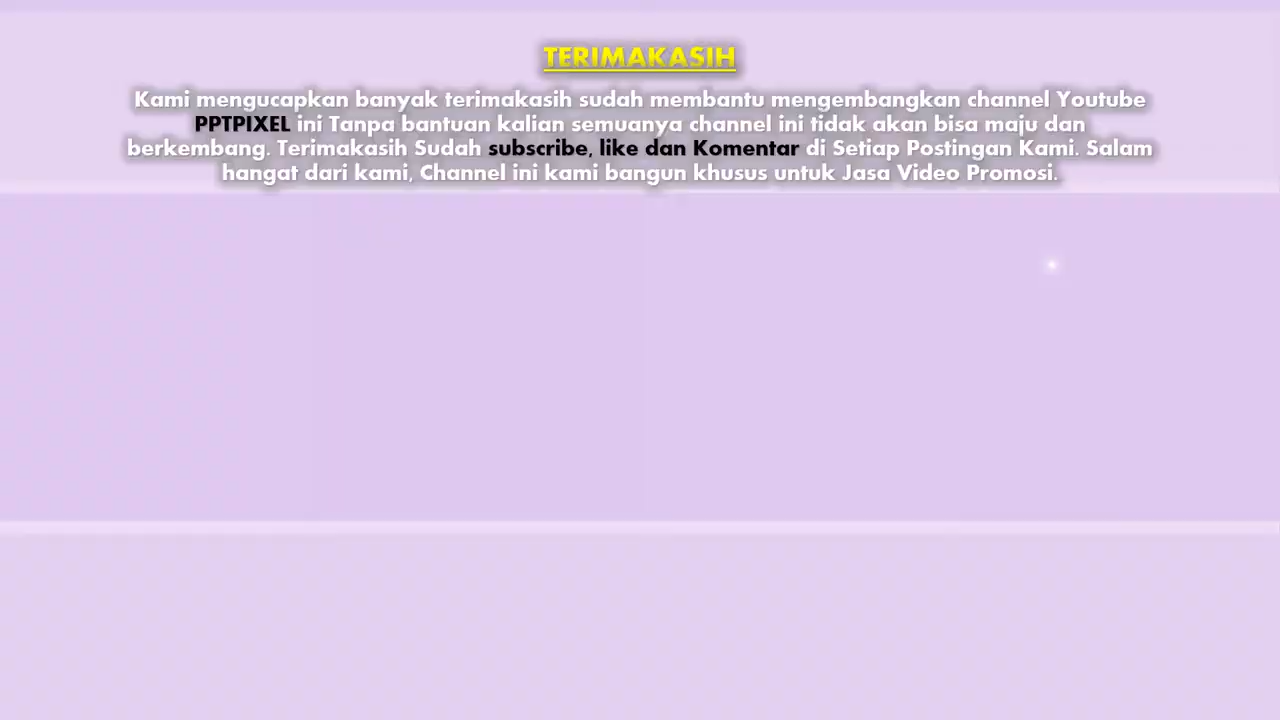 TERIMAKASIH
Kami mengucapkan banyak terimakasih sudah membantu mengembangkan channel Youtube
PPTPIXEL ini Tanpa bantuan kalian semuanya channel ini tidak akan bisa maju dan
berkembang. Terimakasih Sudah subscribe, like dan Komentar di Setiap Postingan Kami. Salam
hangat dari kami, Channel ini kami bangun khusus untuk Jasa Video Promosi.